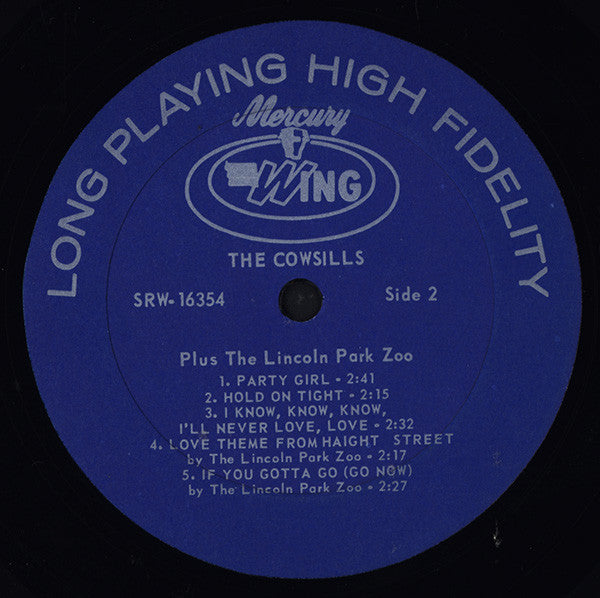 LONG PLAYING HIGH FIDELITY
Mercury
WING
THE COWSILLS
SRW-16354 Side 2
Plus The Lincoln Park Zoo
1. PARTY GIRL - 2:41
2. HOLD ON TIGHT - 2:15
3. I KNOW, KNOW, KNOW,
I'LL NEVER LOVE, LOVE - 2:32
4. LOVE THEME FROM HAIGHT STREET
by The Lincoln Park Zoo - 2:17
5. IF YOU GOTTA GO (GO NOW)
by The Lincoln Park Zoo - 2:27